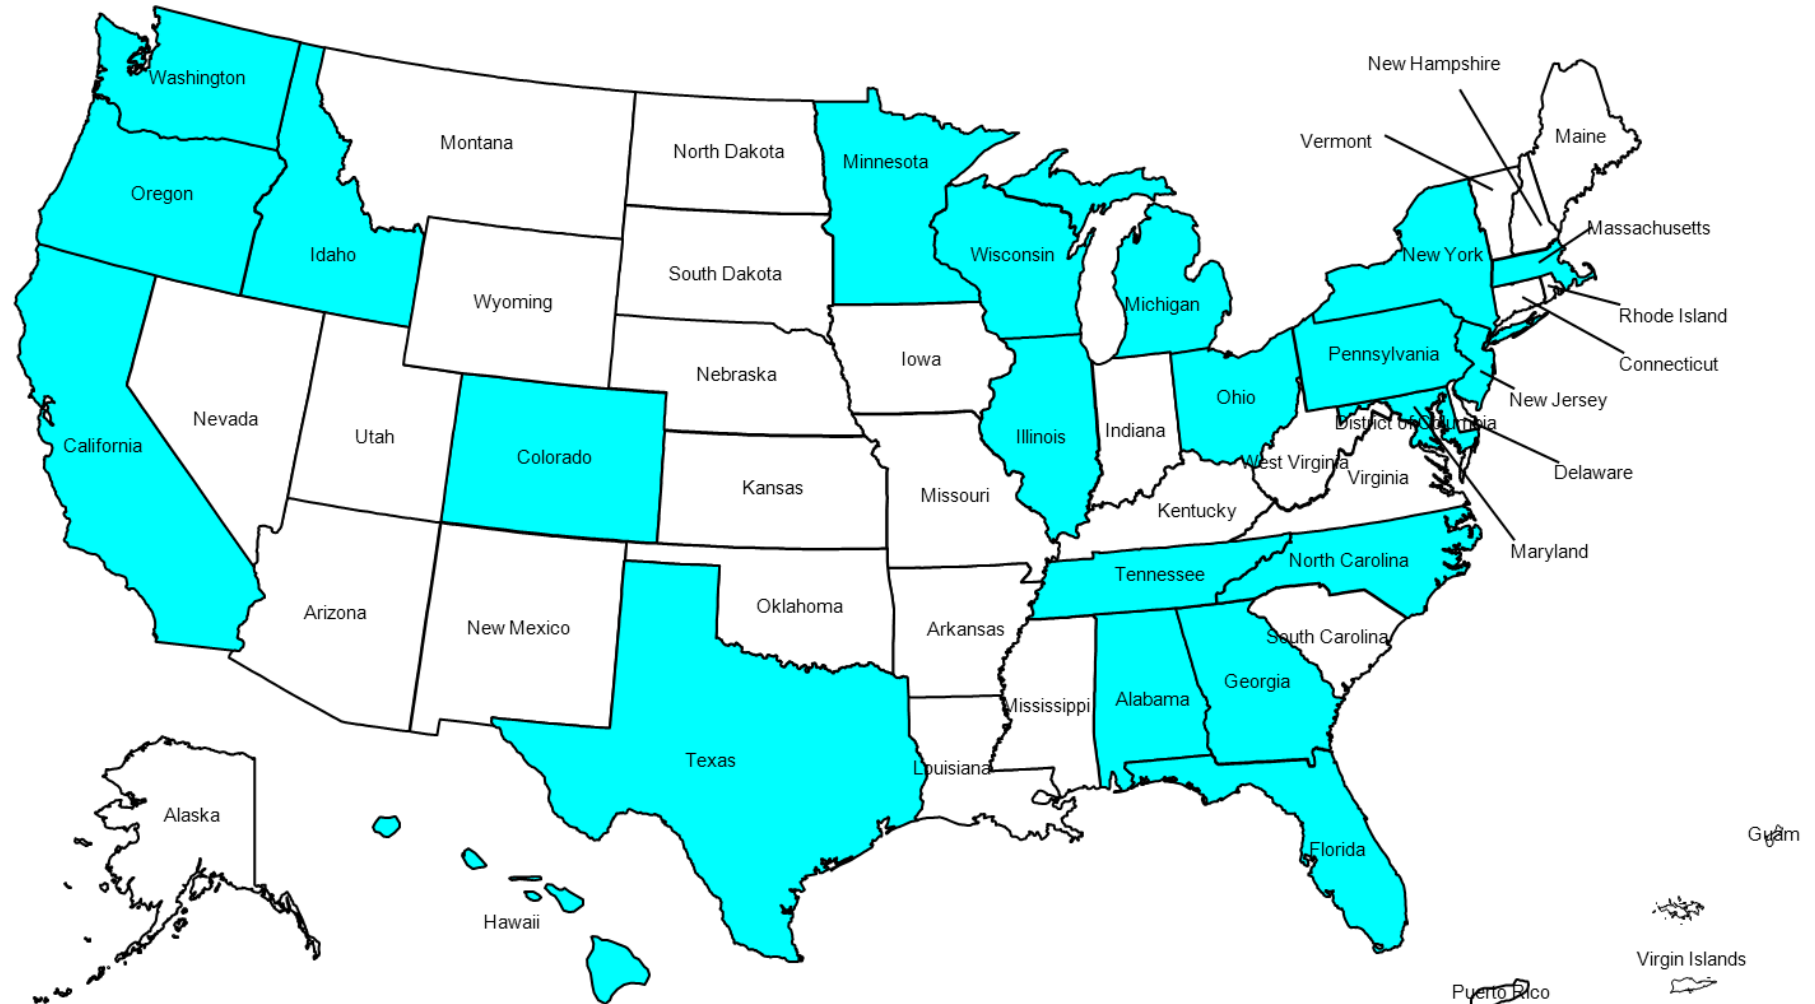 New Hampshire
Washington
Vermont
Maine
Montana
North Dakota
Minnesota
Oregon
Massachusetts
Idaho
Wisconsin
New York
South Dakota
Wyoming
Michigan
Rhode Island
Pennsylvania
Iowa
Connecticut
Nebraska
Ohio
New Jersey
Nevada
District of Columbia
Utah
Illinois
Indiana
California
Colorado
West Virginia
Delaware
Virginia
Kansas
Missouri
Kentucky
Maryland
North Carolina
Tennessee
Oklahoma
Arizona
New Mexico
Arkansas
South Carolina
Georgia
Alabama
Mississippi
Texas
Louisiana
Alaska
Guam
Florida
Hawaii
Virgin Islands
Puerto Rico